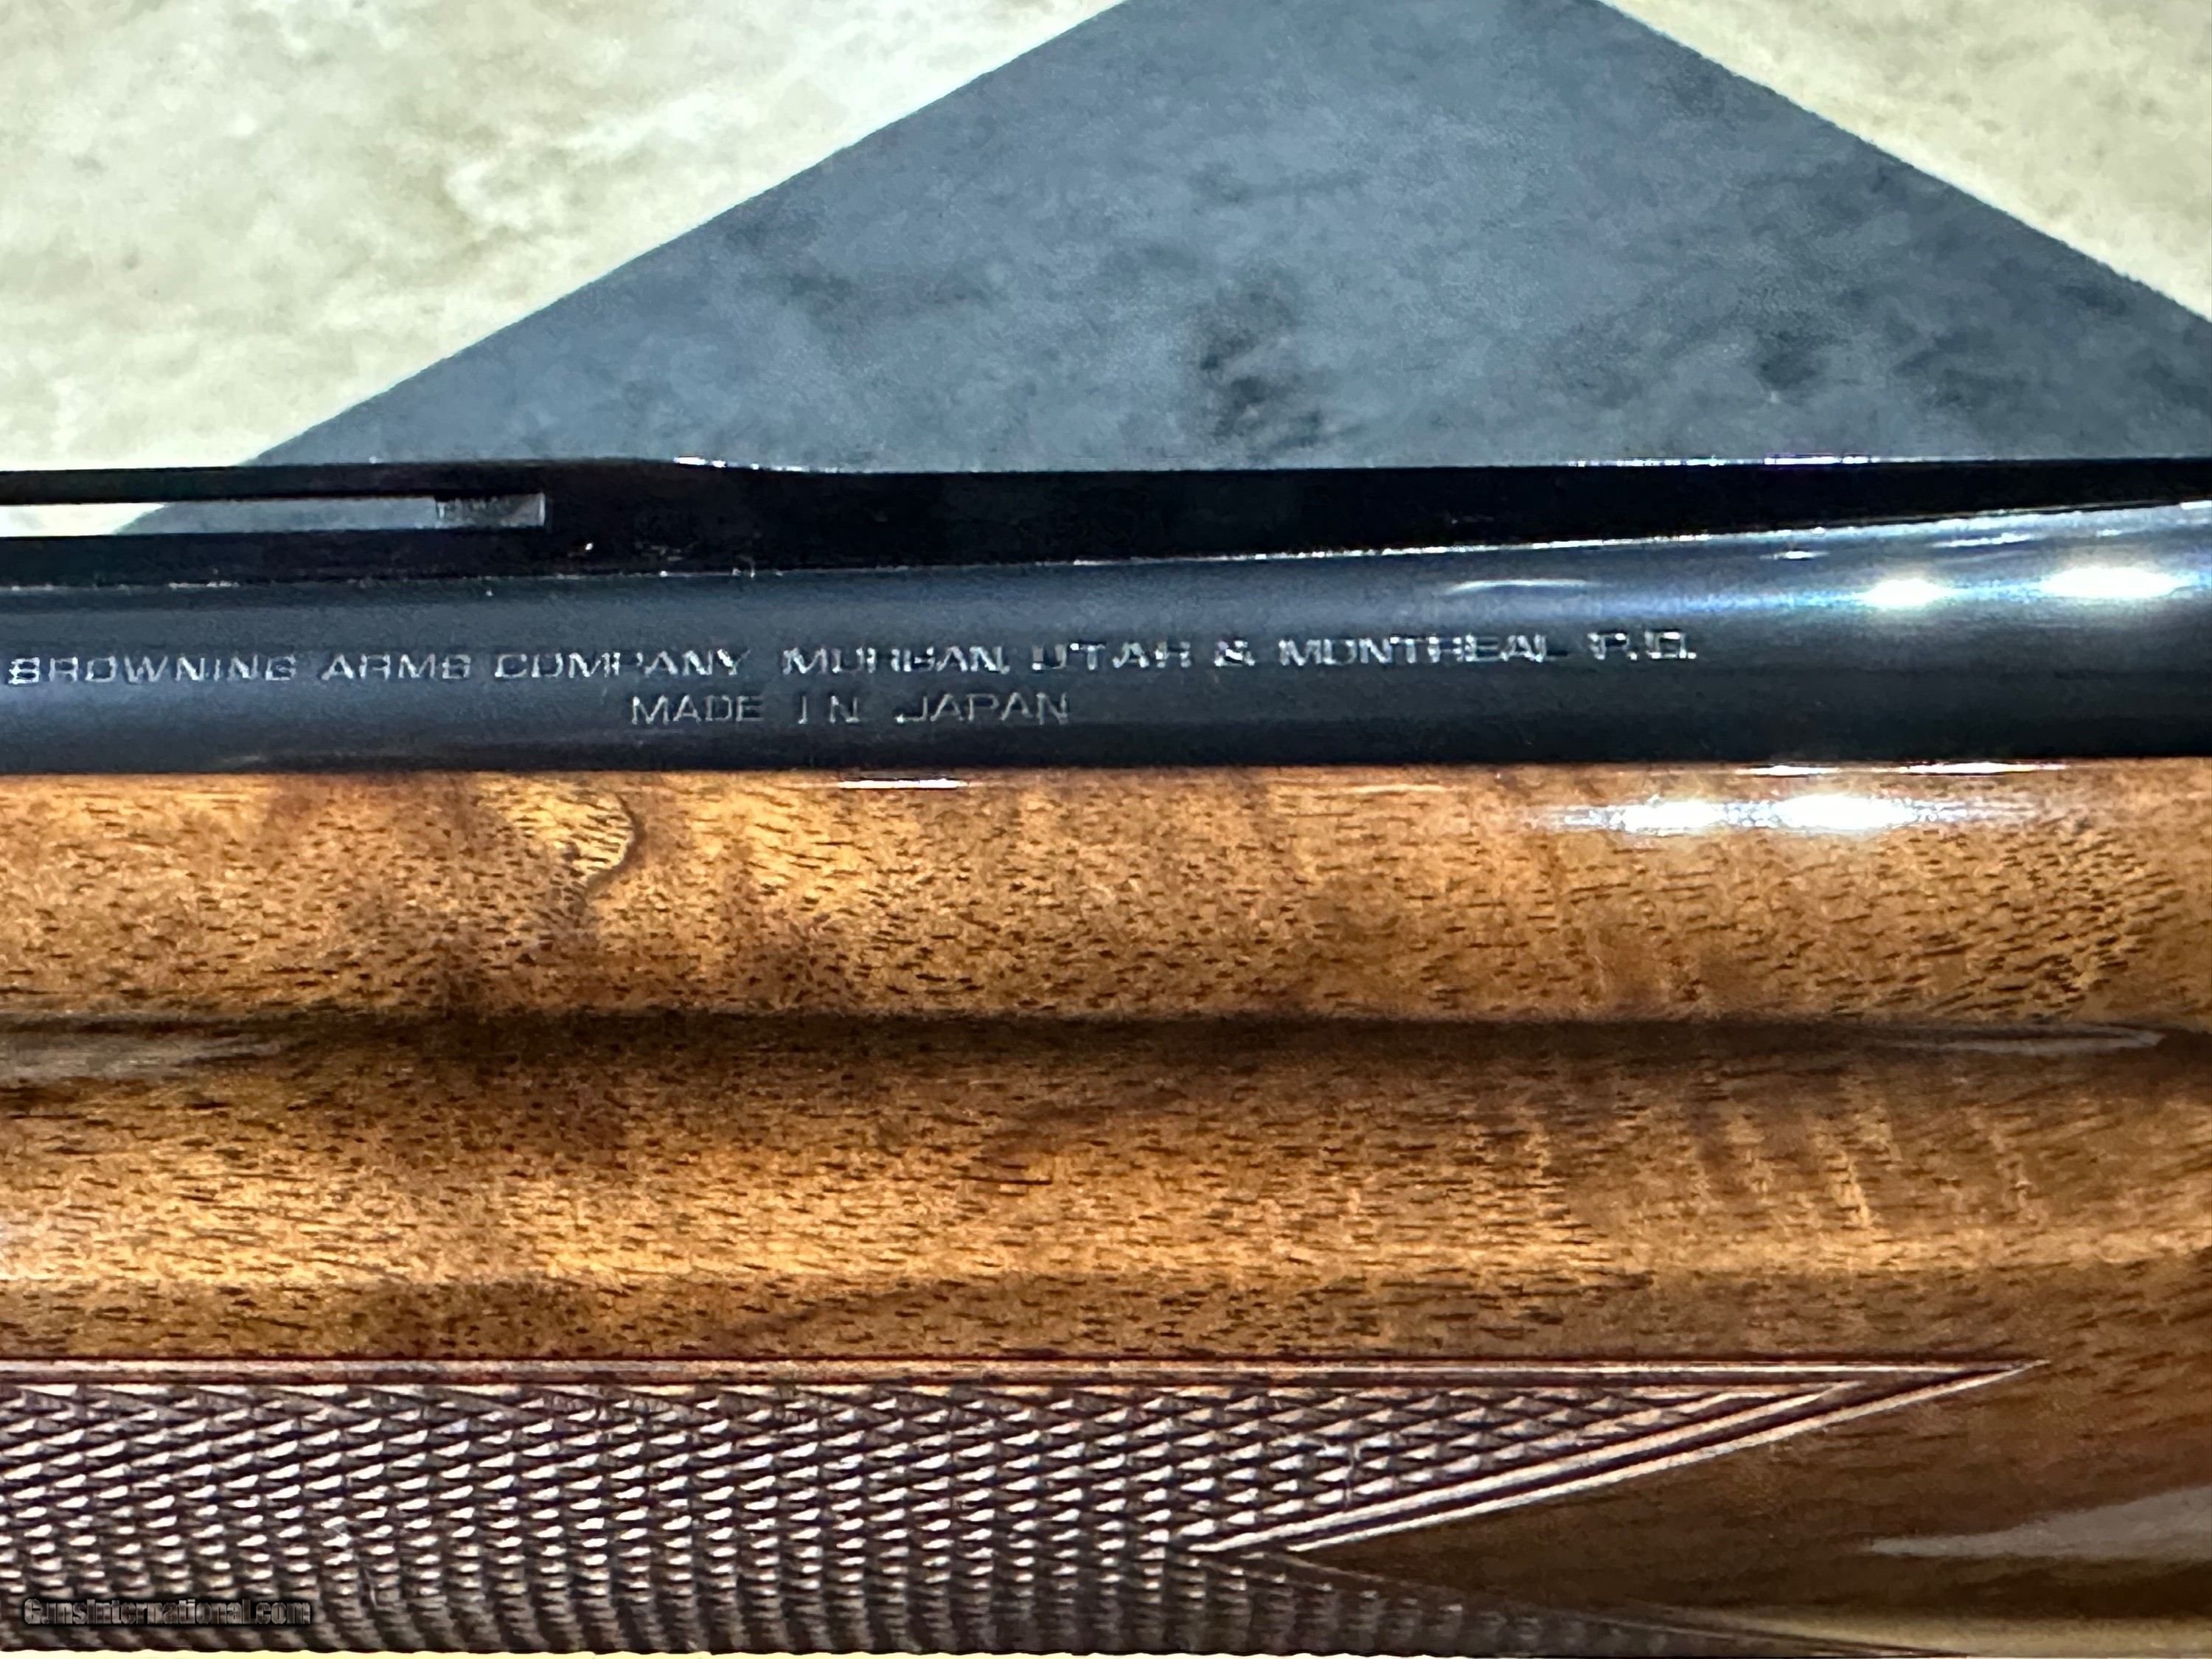 BROWNING ARMS COMPANY MORGAN, UTAH & MONTREAL P.Q.
MADE IN JAPAN
GunsInternational.com